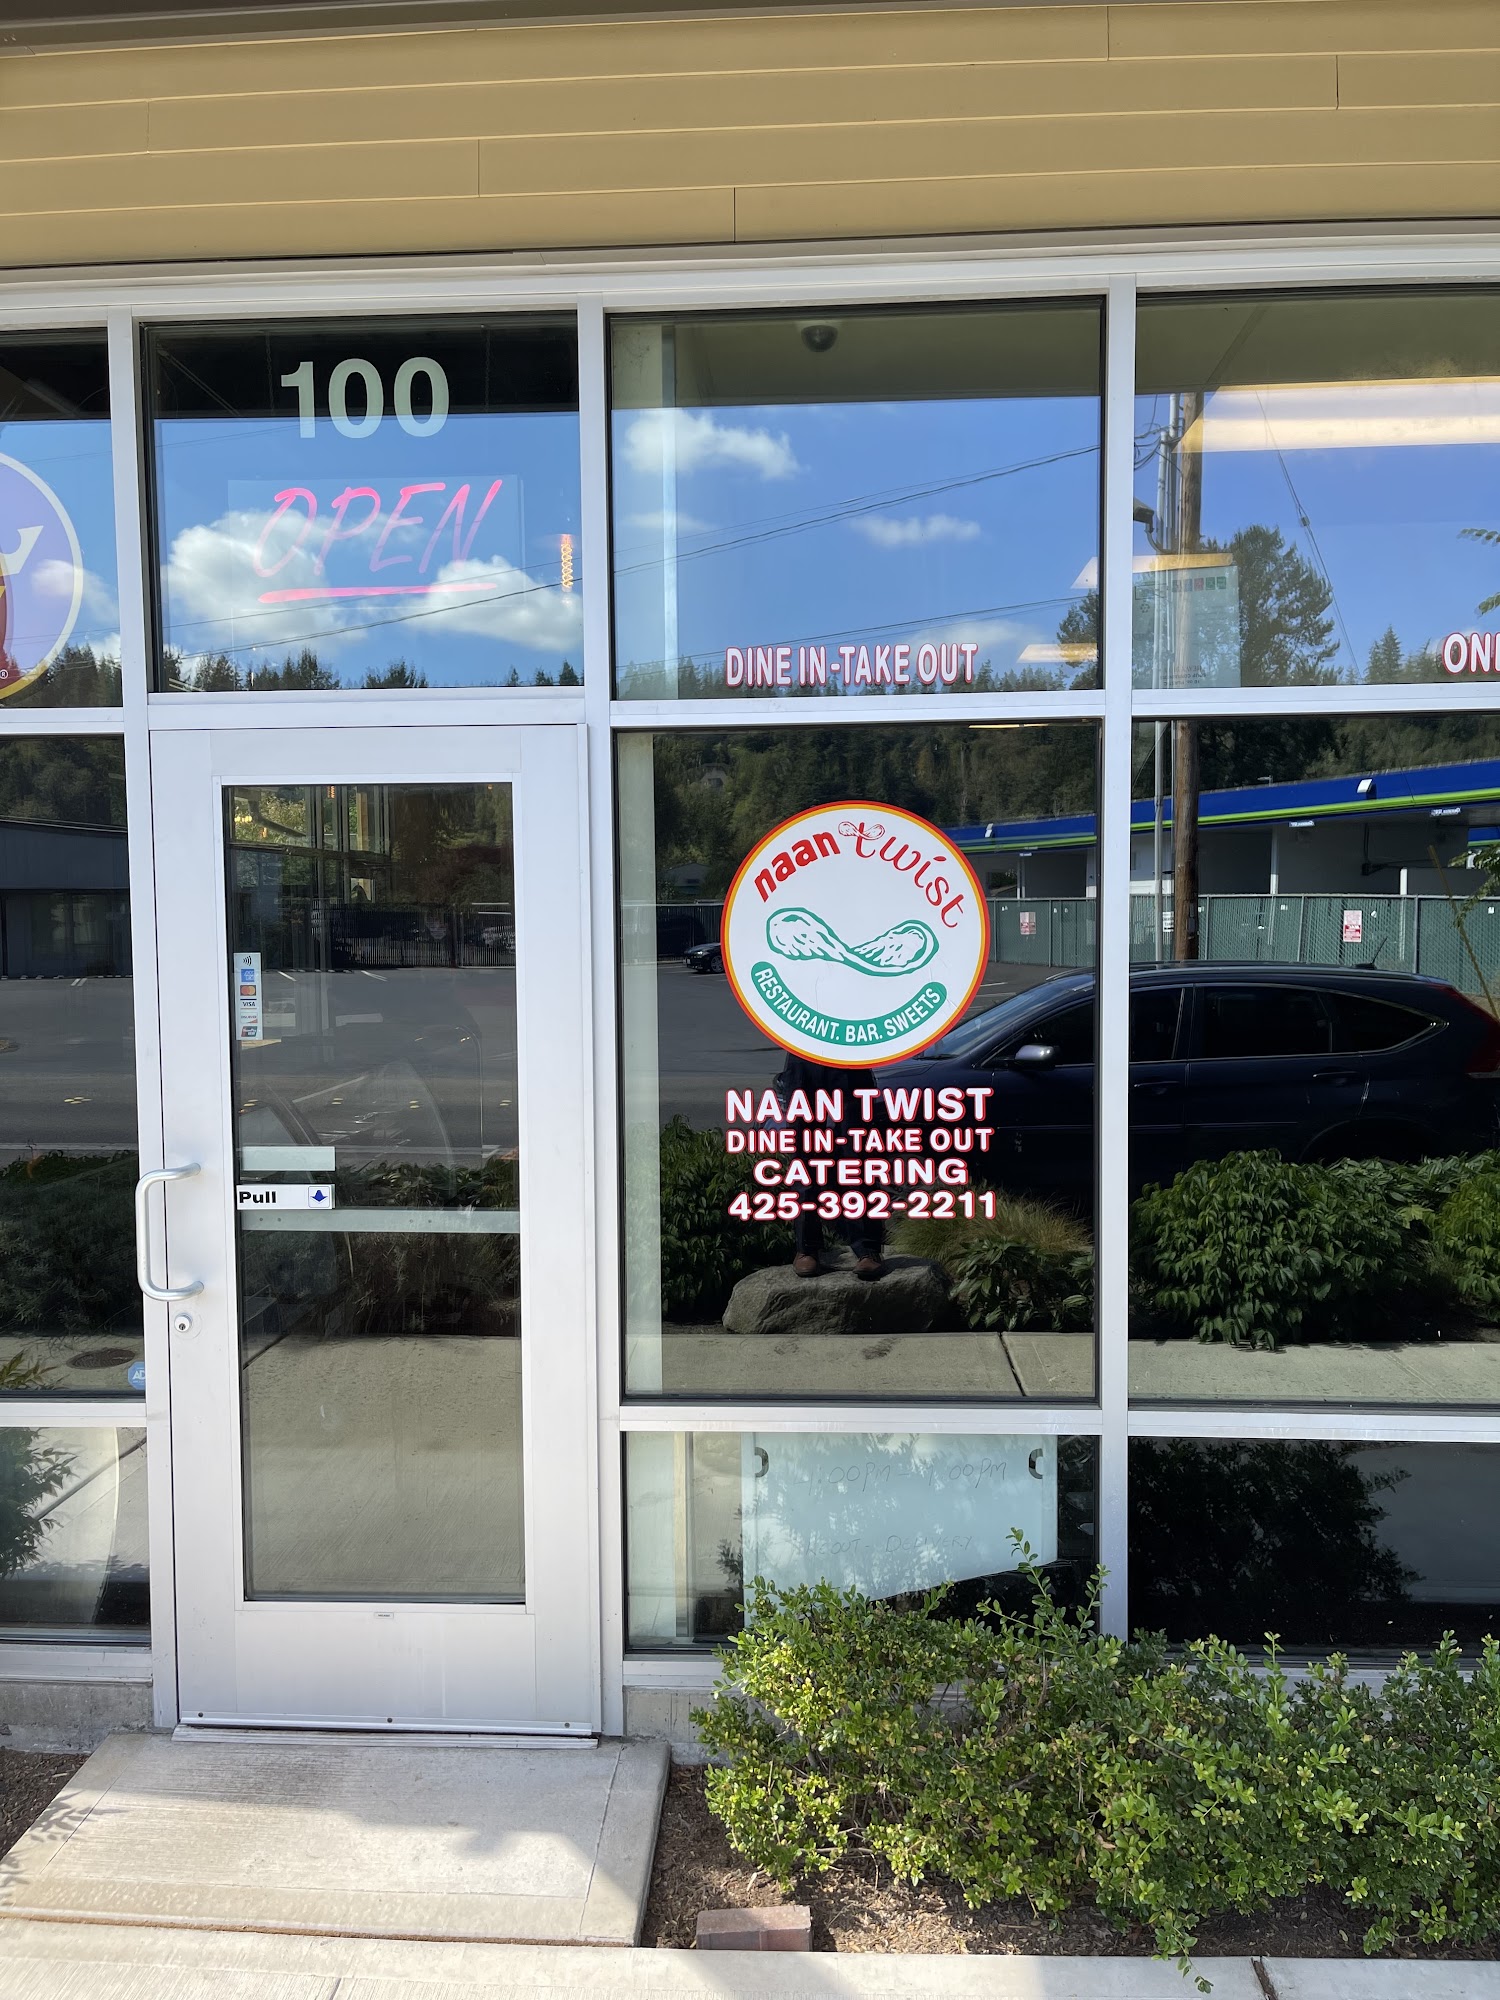 100
OPEN
DINE IN-TAKE OUT
naan twist
RESTAURANT. BAR. SWEETS
NAAN TWIST
DINE IN-TAKE OUT
CATERING
425-392-2211
VISA
Pull